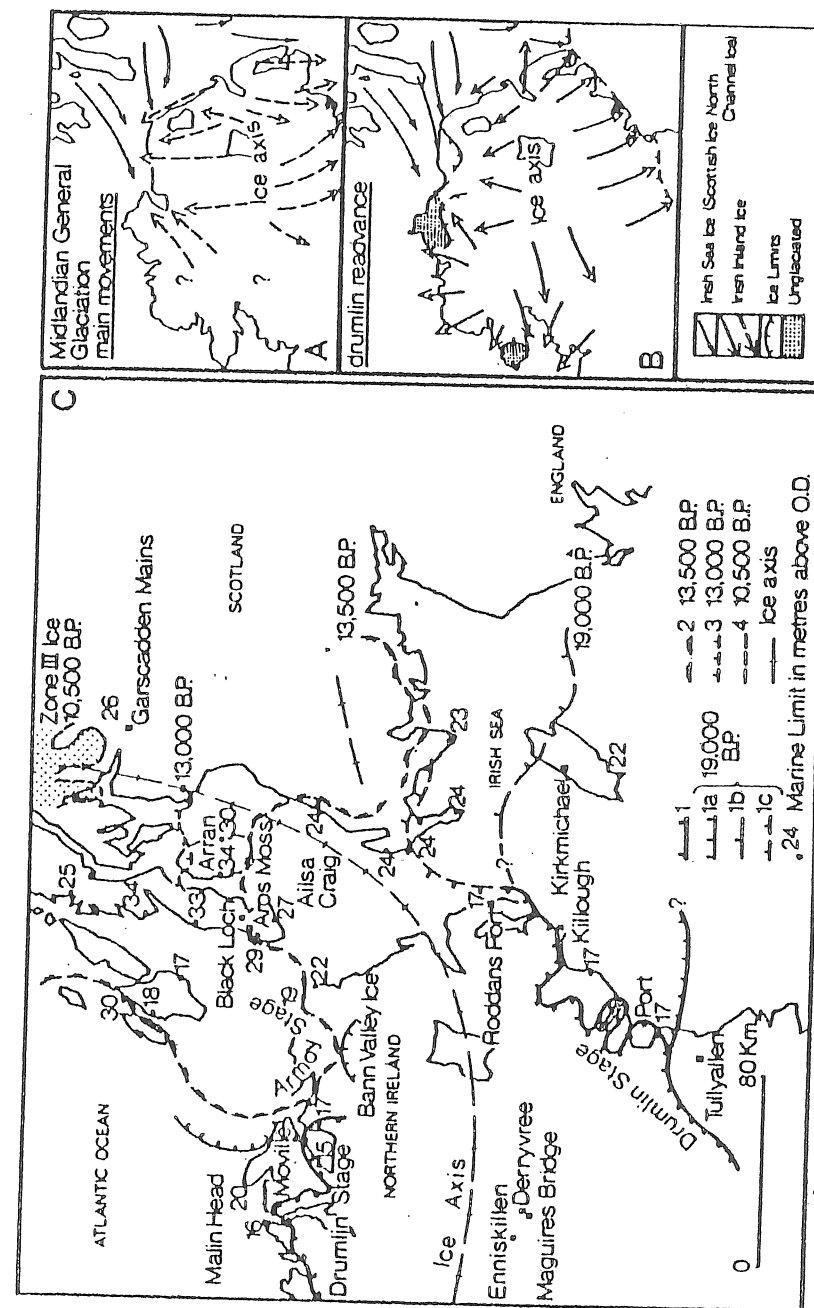 C
ATLANTIC OCEAN
Malin Head
20
16
Moville
15
17
Drumlin Stage
NORTHERN IRELAND
Bann Valley Ice
Armoy
Stage
Ice Axis
Enniskillen
Derryvree
Maguires Bridge
30
18
17
25
34
33
Black Loch
29
Aros Moss
27
22
Arran
34
30
Ailsa
Craig
24
24
24
24
23
Zone III Ice
10,500 B.P.
26
Garscadden Mains
13,000 B.P.
SCOTLAND
13,500 B.P.
IRISH SEA
?
Roddans Port
17
Killough
17
Kirkmichael
22
19,000 B.P.
ENGLAND
Port
17
Drumlin Stage
Tullyallen
?
0
80 Km
1
1a
1b
1c
19,000
B.P.
2 13,500 B.P.
3 13,000 B.P.
4 10,500 B.P.
Ice axis
.24 Marine Limit in metres above O.D.
Midlandian General
Glaciation
main movements
?
?
Ice axis
A
drumlin readvance
Ice axis
B
Irish Sea Ice (Scottish Ice North
Channel Ice)
Irish Inland Ice
Ice Limits
Unglaciated